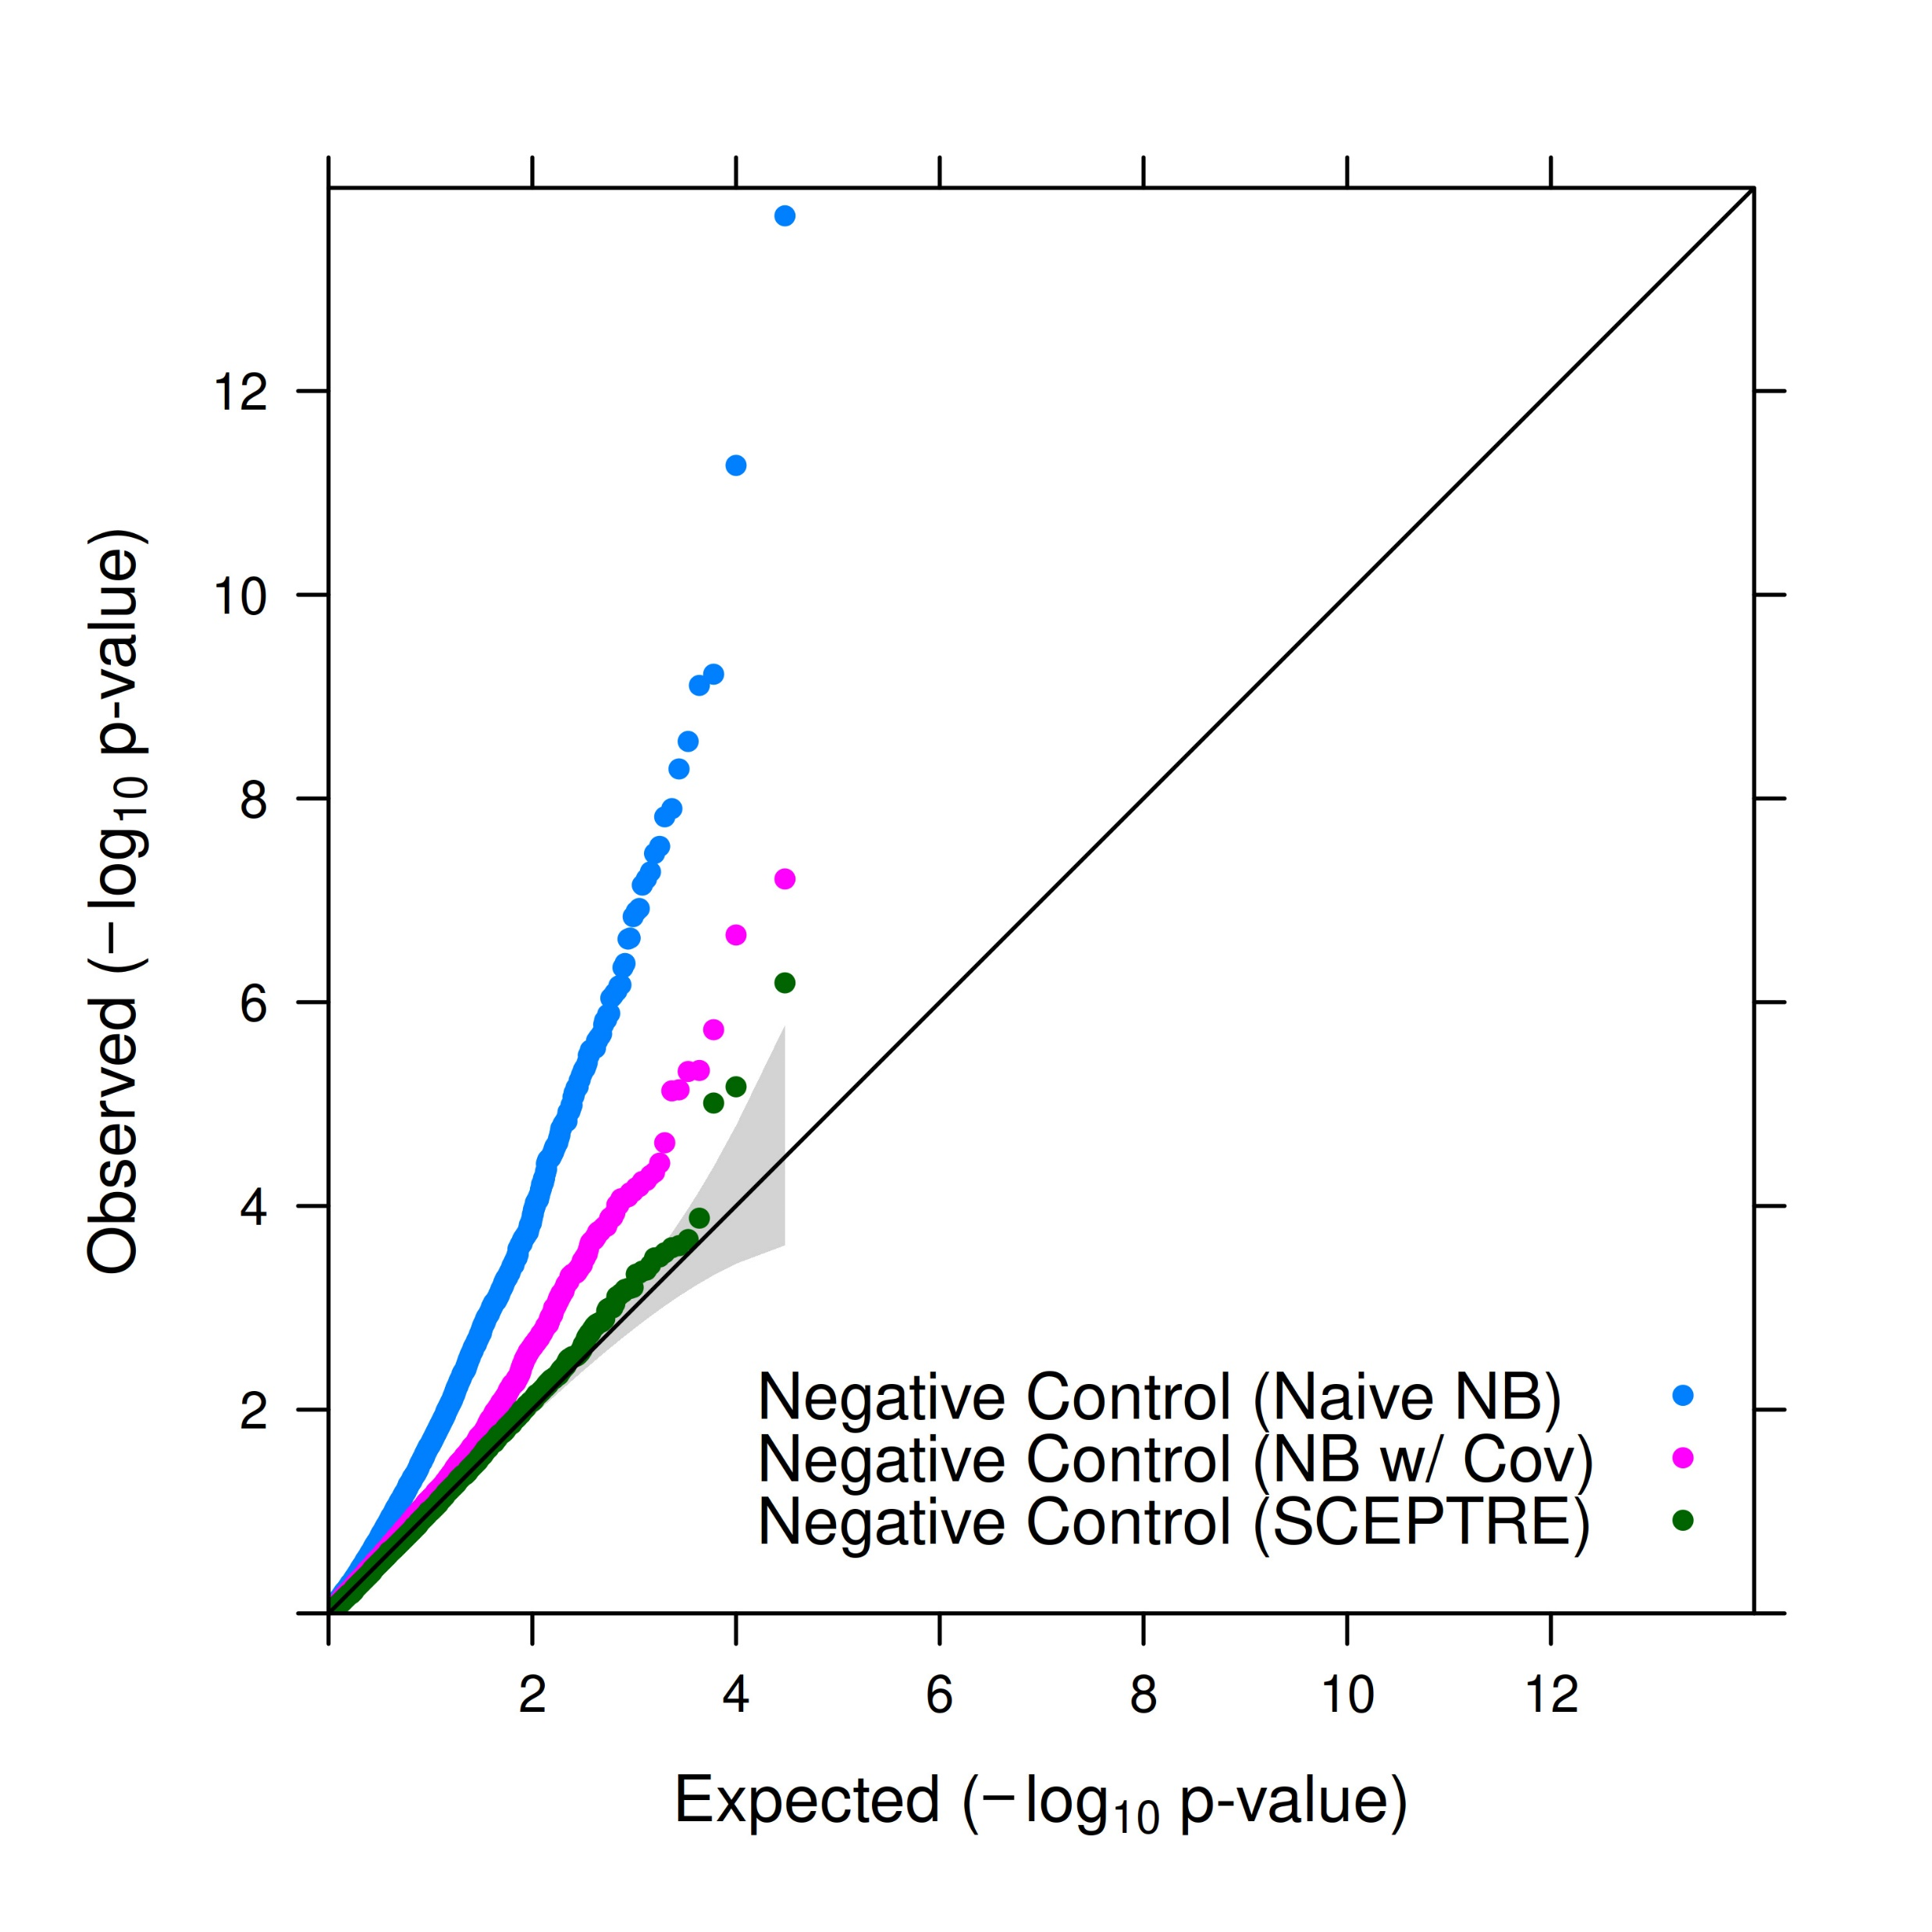 12
10
8
6
4
2
Observed (−log10 p-value)
Negative Control (Naive NB)
Negative Control (NB w/ Cov)
Negative Control (SCEPTRE)
2 4 6 8 10 12
Expected (−log10 p-value)